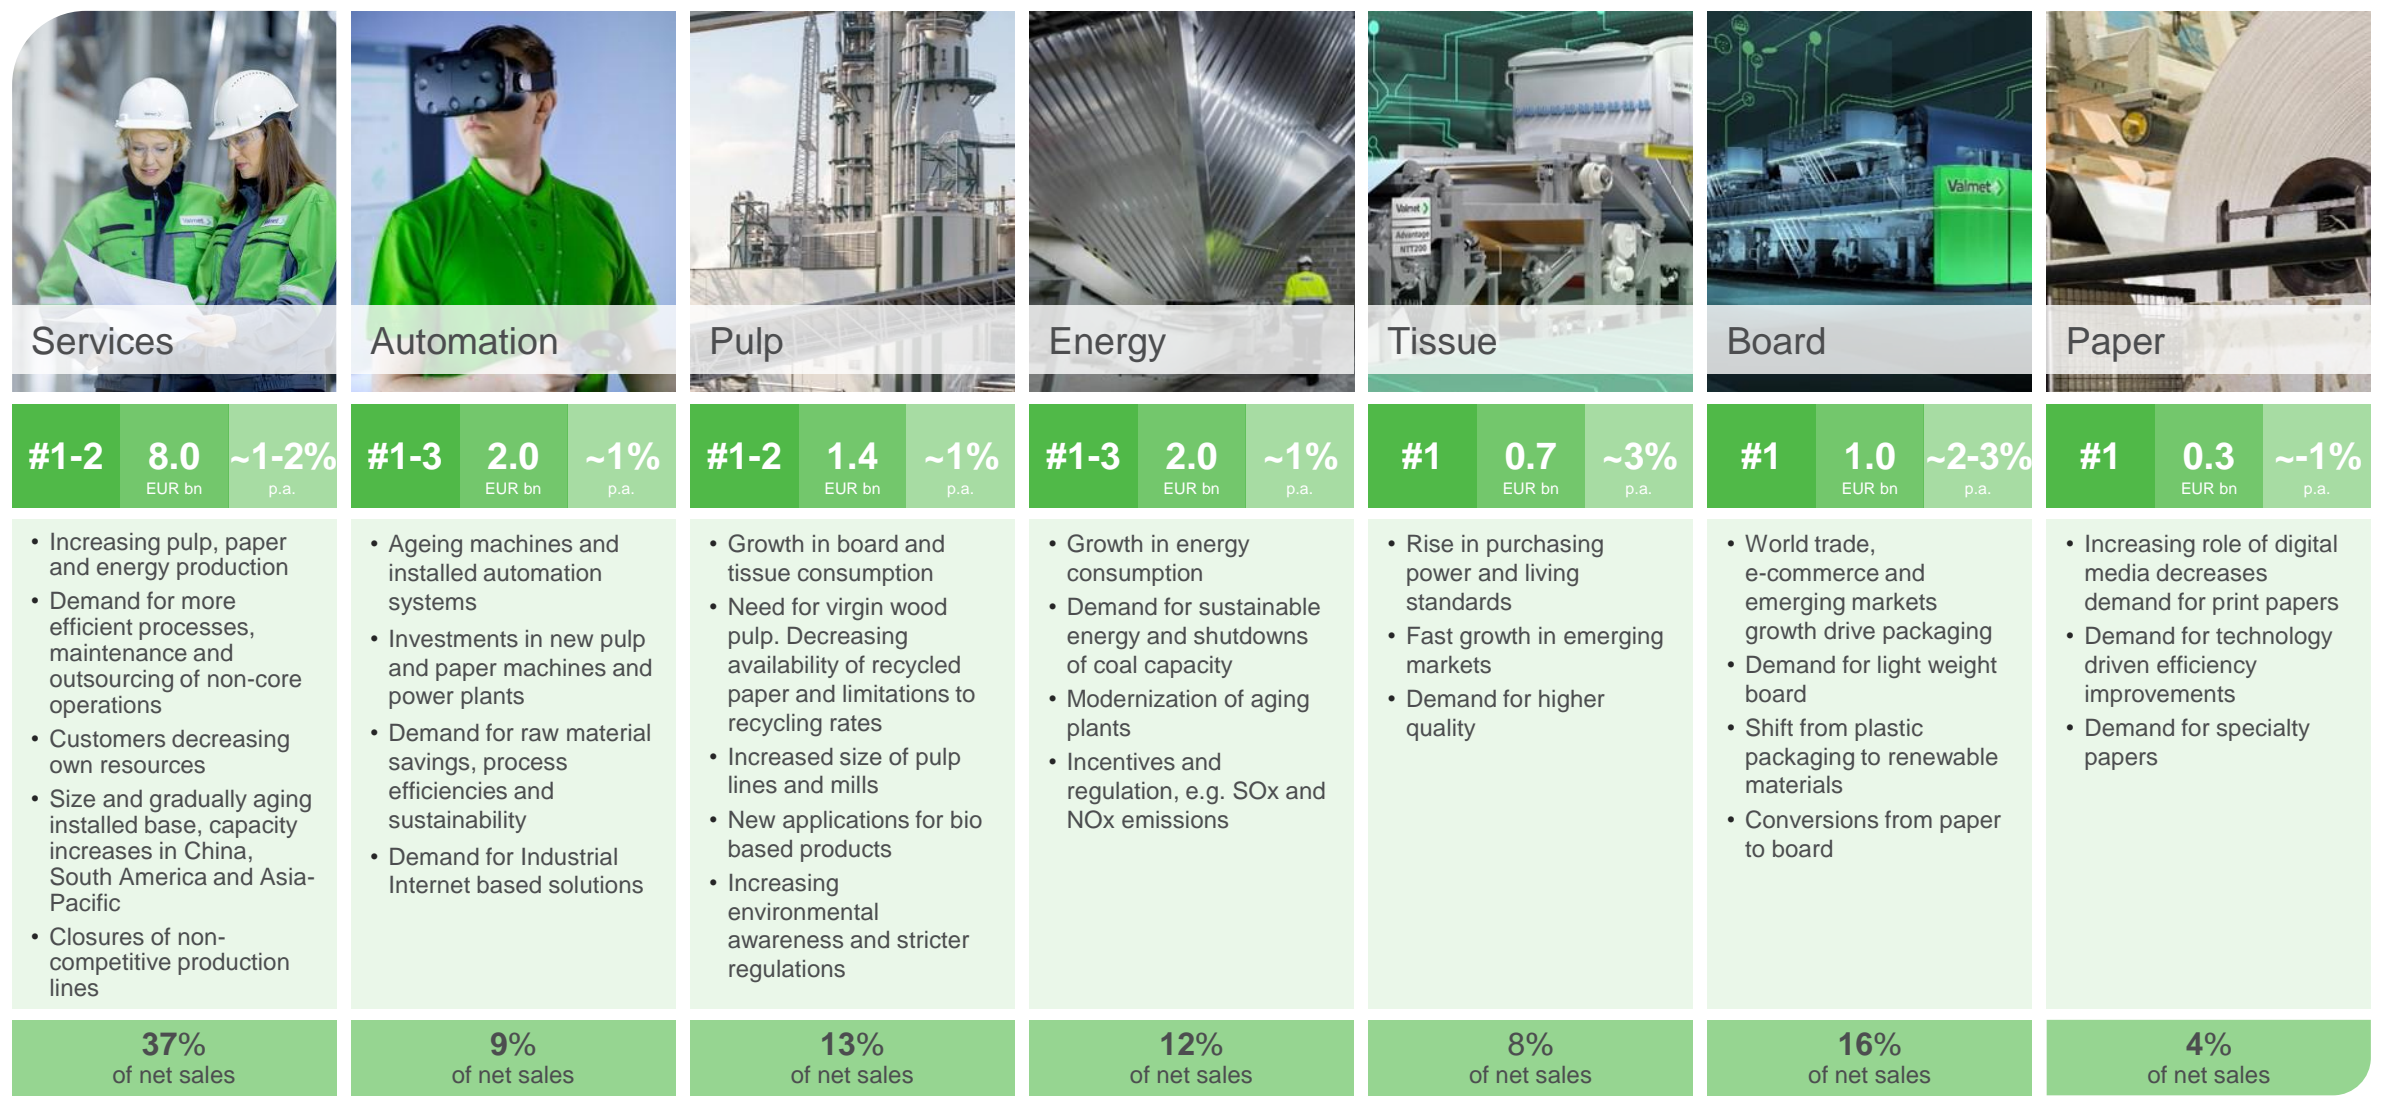 Valmet
Valmet
Valmet
Valmet
Advantage
NTT200
Valmet
Services
Automation
Pulp
Energy
Tissue
Board
Paper
#1-2
8.0
EUR bn
~1-2%
p.a.
#1-3
2.0
EUR bn
~1%
p.a.
#1-2
1.4
EUR bn
~1%
p.a.
#1-3
2.0
EUR bn
~1%
p.a.
#1
0.7
EUR bn
~3%
p.a.
#1
1.0
EUR bn
~2-3%
p.a.
#1
0.3
EUR bn
~-1%
p.a.
• Increasing pulp, paper
and energy production
• Demand for more
efficient processes,
maintenance and
outsourcing of non-core
operations
• Customers decreasing
own resources
• Size and gradually aging
installed base, capacity
increases in China,
South America and Asia-
Pacific
• Closures of non-
competitive production
lines
• Ageing machines and
installed automation
systems
• Investments in new pulp
and paper machines and
power plants
• Demand for raw material
savings, process
efficiencies and
sustainability
• Demand for Industrial
Internet based solutions
• Growth in board and
tissue consumption
• Need for virgin wood
pulp. Decreasing
availability of recycled
paper and limitations to
recycling rates
• Increased size of pulp
lines and mills
• New applications for bio
based products
• Increasing
environmental
awareness and stricter
regulations
• Growth in energy
consumption
• Demand for sustainable
energy and shutdowns
of coal capacity
• Modernization of aging
plants
• Incentives and
regulation, e.g. SOx and
NOx emissions
• Rise in purchasing
power and living
standards
• Fast growth in emerging
markets
• Demand for higher
quality
• World trade,
e-commerce and
emerging markets
growth drive packaging
• Demand for light weight
board
• Shift from plastic
packaging to renewable
materials
• Conversions from paper
to board
• Increasing role of digital
media decreases
demand for print papers
• Demand for technology
driven efficiency
improvements
• Demand for specialty
papers
37%
of net sales
9%
of net sales
13%
of net sales
12%
of net sales
8%
of net sales
16%
of net sales
4%
of net sales